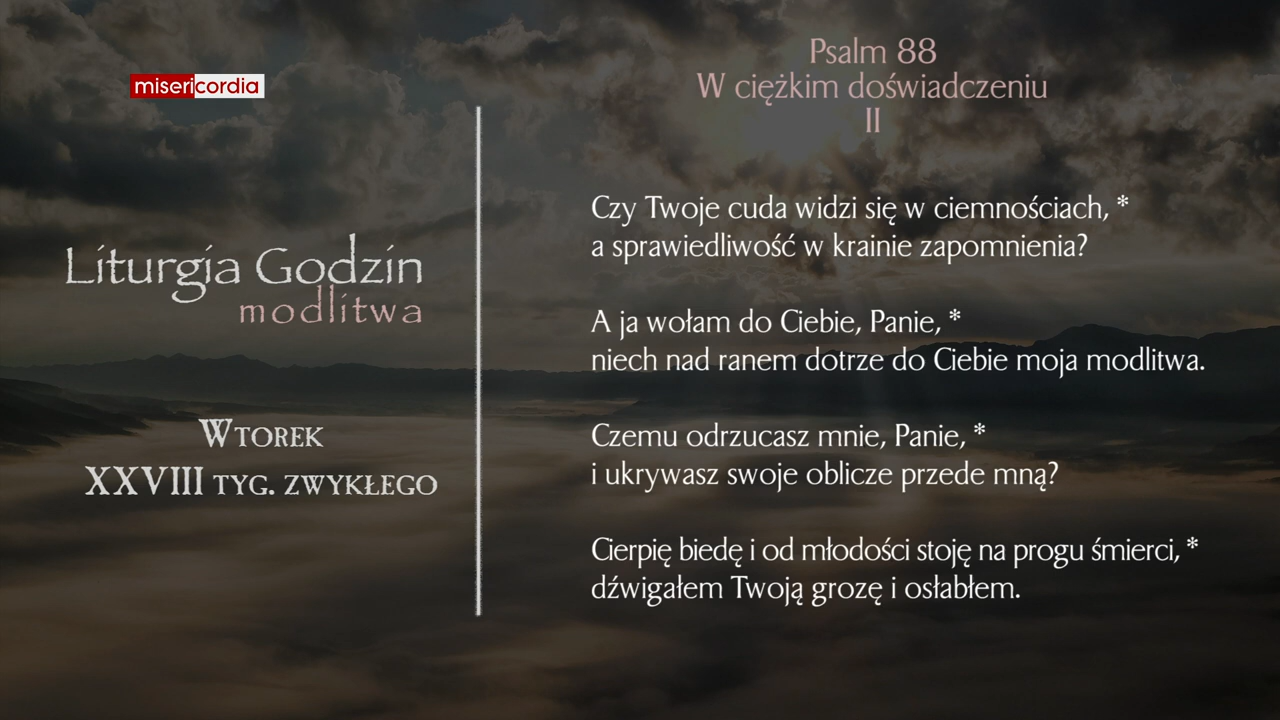 misericordia
Liturgia Godzin
modlitwa
Wtorek
XXVIII tyg. zwykłego
Psalm 88
W ciężkim doświadczeniu
II
Czy Twoje cuda widzi się w ciemnościach, *
a sprawiedliwość w krainie zapomnienia?
A ja wołam do Ciebie, Panie, *
niech nad ranem dotrze do Ciebie moja modlitwa.
Czemu odrzucasz mnie, Panie, *
i ukrywasz swoje oblicze przede mną?
Cierpię biedę i od młodości stoję na progu śmierci, *
dźwigałem Twoją grozę i osłabłem.